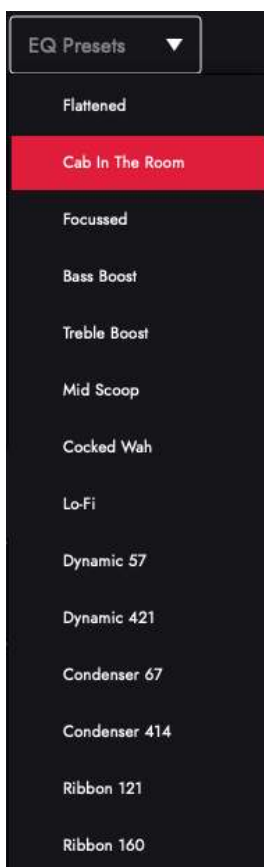 EQ Presets
Flattened
Cab In The Room
Focussed
Bass Boost
Treble Boost
Mid Scoop
Cocked Wah
Lo-Fi
Dynamic 57
Dynamic 421
Condenser 67
Condenser 414
Ribbon 121
Ribbon 160